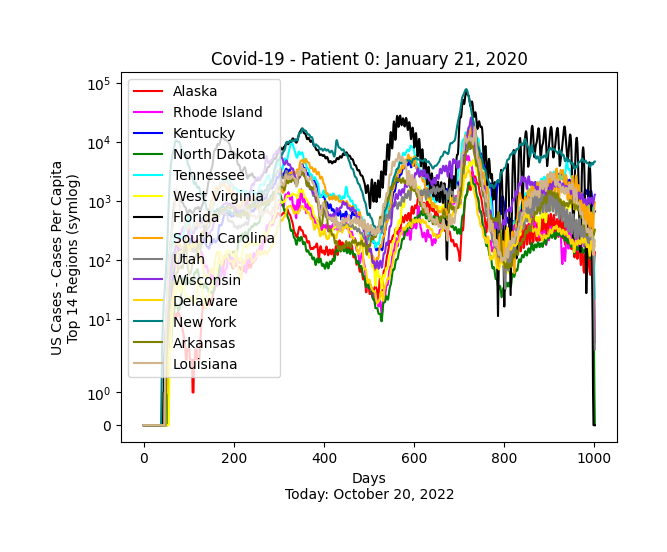 Covid-19 - Patient 0: January 21, 2020
US Cases - Cases Per Capita
Top 14 Regions (symlog)
10^5
10^4
10^3
10^2
10^1
10^0
0
Alaska
Rhode Island
Kentucky
North Dakota
Tennessee
West Virginia
Florida
South Carolina
Utah
Wisconsin
Delaware
New York
Arkansas
Louisiana
0 200 400 600 800 1000
Days
Today: October 20, 2022